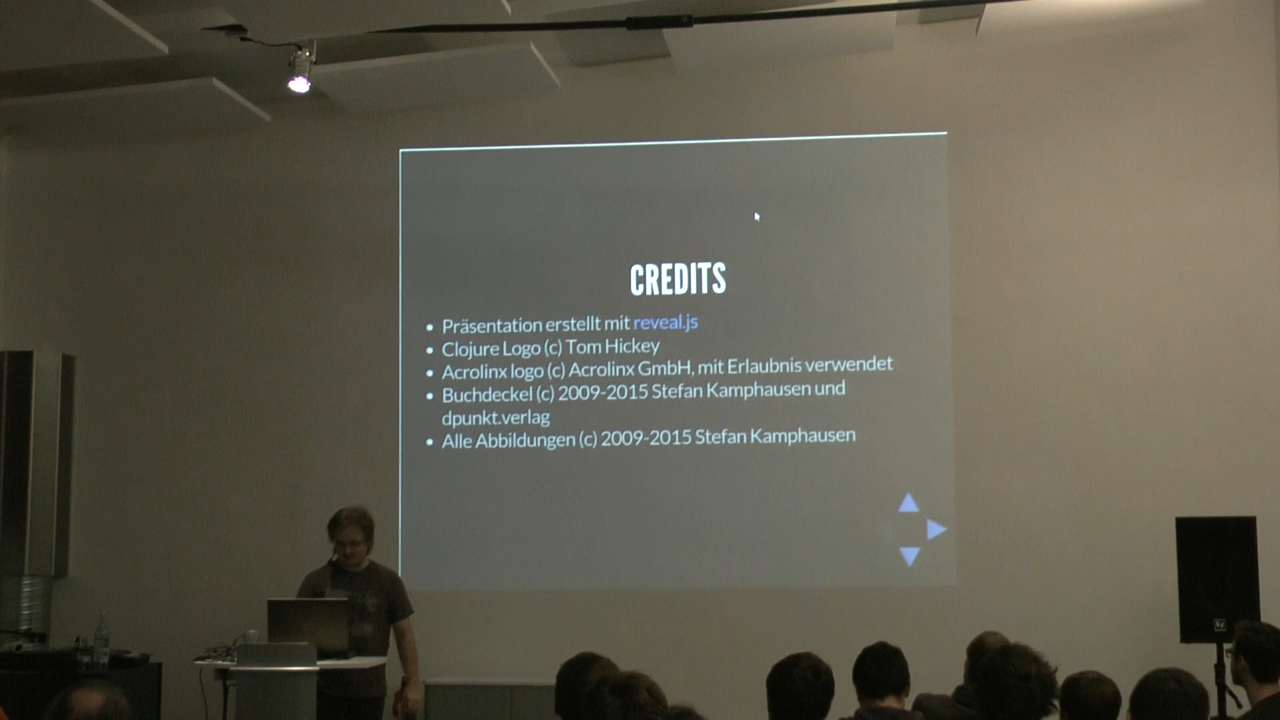 CREDITS
Präsentation erstellt mit reveal.js
Clojure Logo (c) Tom Hickey
Acrolinx logo (c) Acrolinx GmbH, mit Erlaubnis verwendet
Buchdeckel (c) 2009-2015 Stefan Kamphausen und
dpunkt.verlag
Alle Abbildungen (c) 2009-2015 Stefan Kamphausen